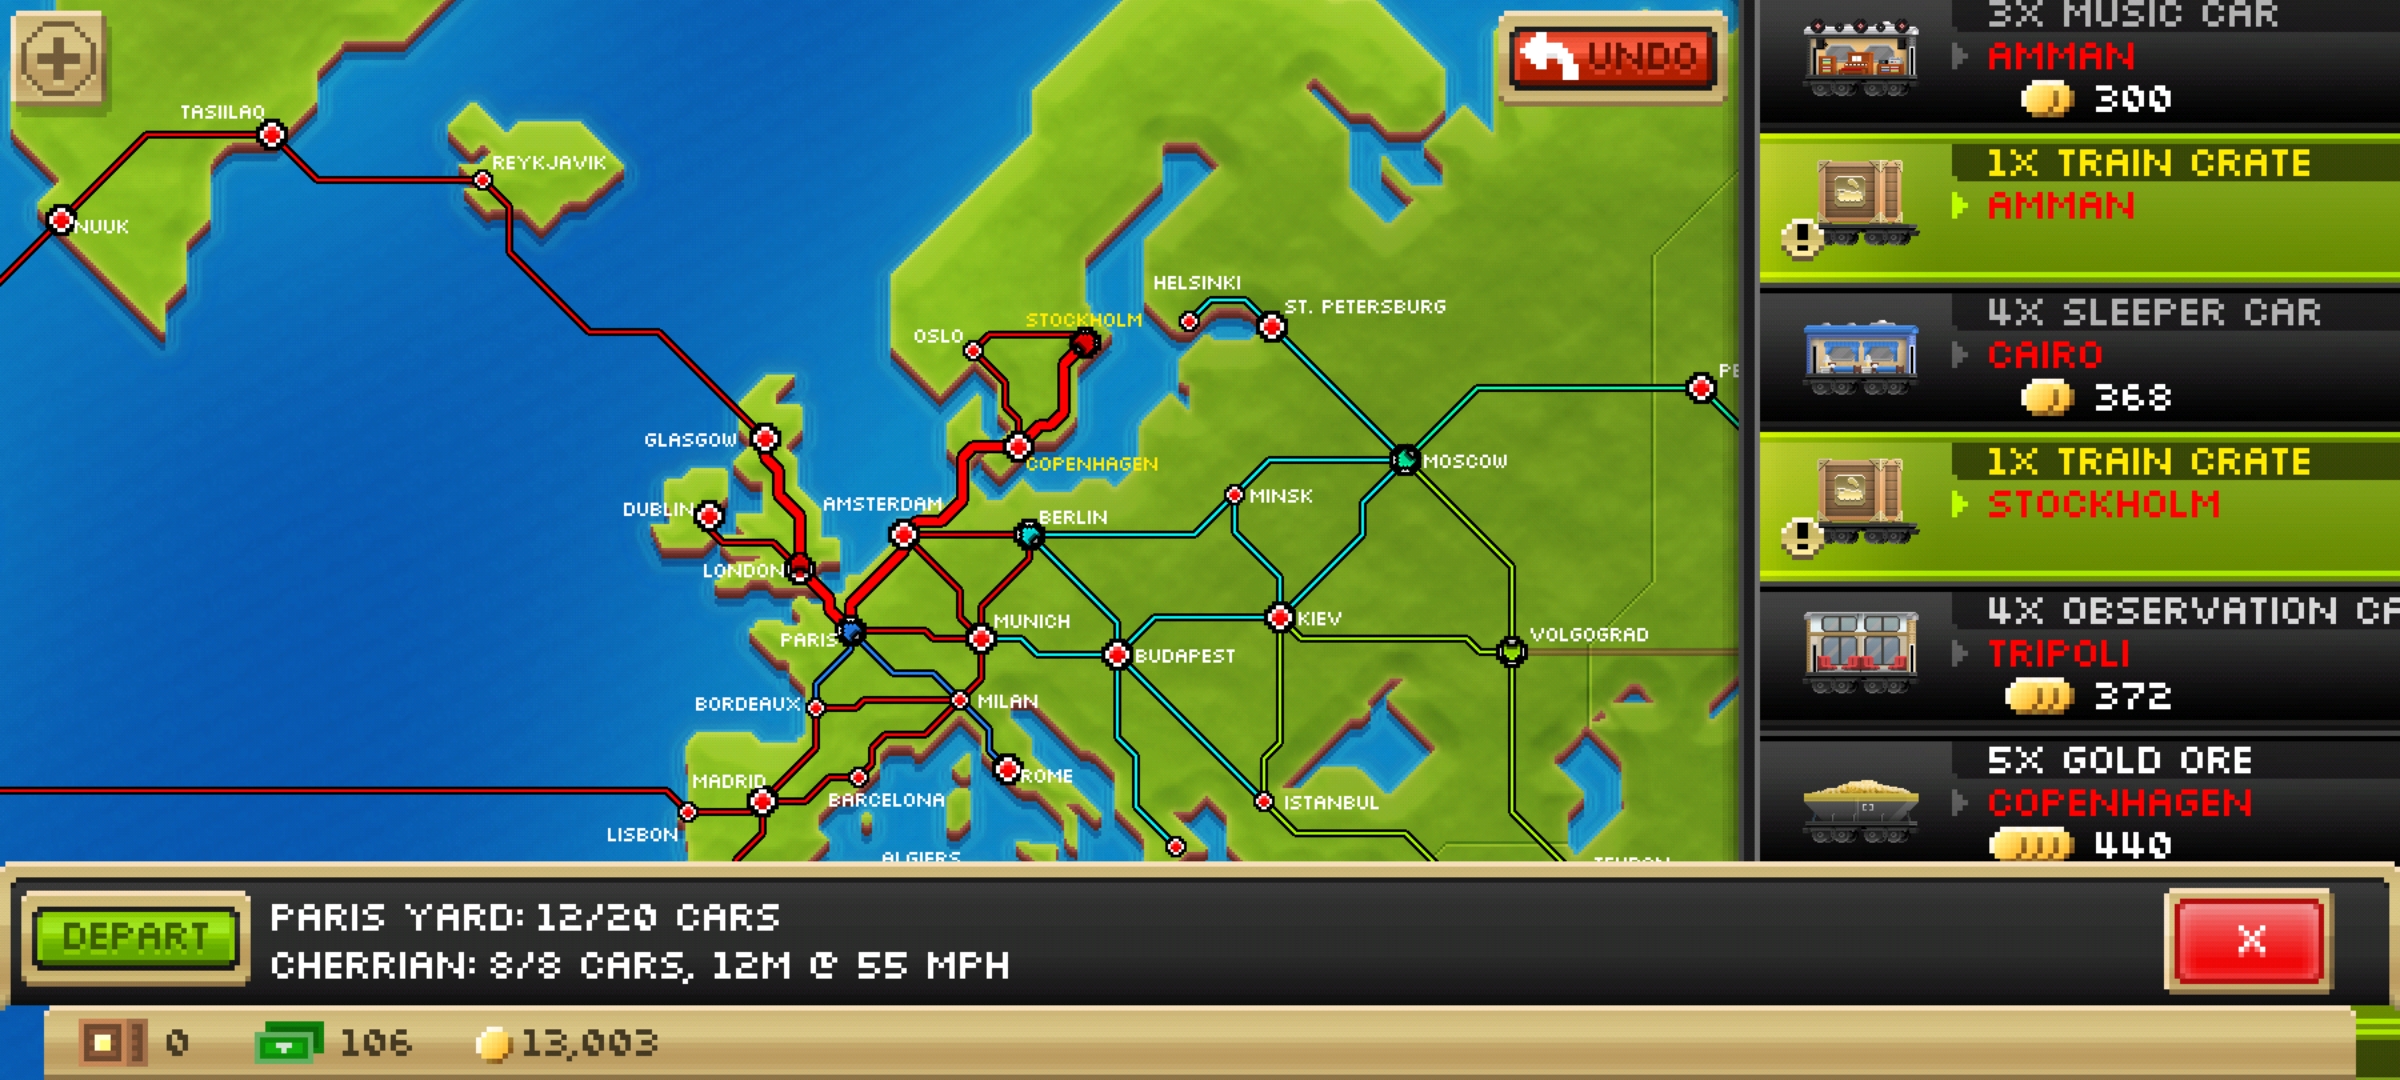 UNDO
TASIILAQ
REYKJAVIK
NUUK
HELSINKI
ST. PETERSBURG
STOCKHOLM
OSLO
GLASGOW
COPENHAGEN
MOSCOW
DUBLIN
AMSTERDAM
MINSK
BERLIN
LONDON
PARIS
MUNICH
KIEV
VOLGOGRAD
BUDAPEST
BORDEAUX
MILAN
MADRID
ROME
BARCELONA
ISTANBUL
LISBON
ALGIERS
3X MUSIC CAR
AMMAN
300
1X TRAIN CRATE
AMMAN
4X SLEEPER CAR
CAIRO
368
1X TRAIN CRATE
STOCKHOLM
4X OBSERVATION CA
TRIPOLI
372
5X GOLD ORE
COPENHAGEN
440
DEPART
PARIS YARD: 12/20 CARS
CHERRIAN: 8/8 CARS, 12M @ 55 MPH
X
0
106
13,003